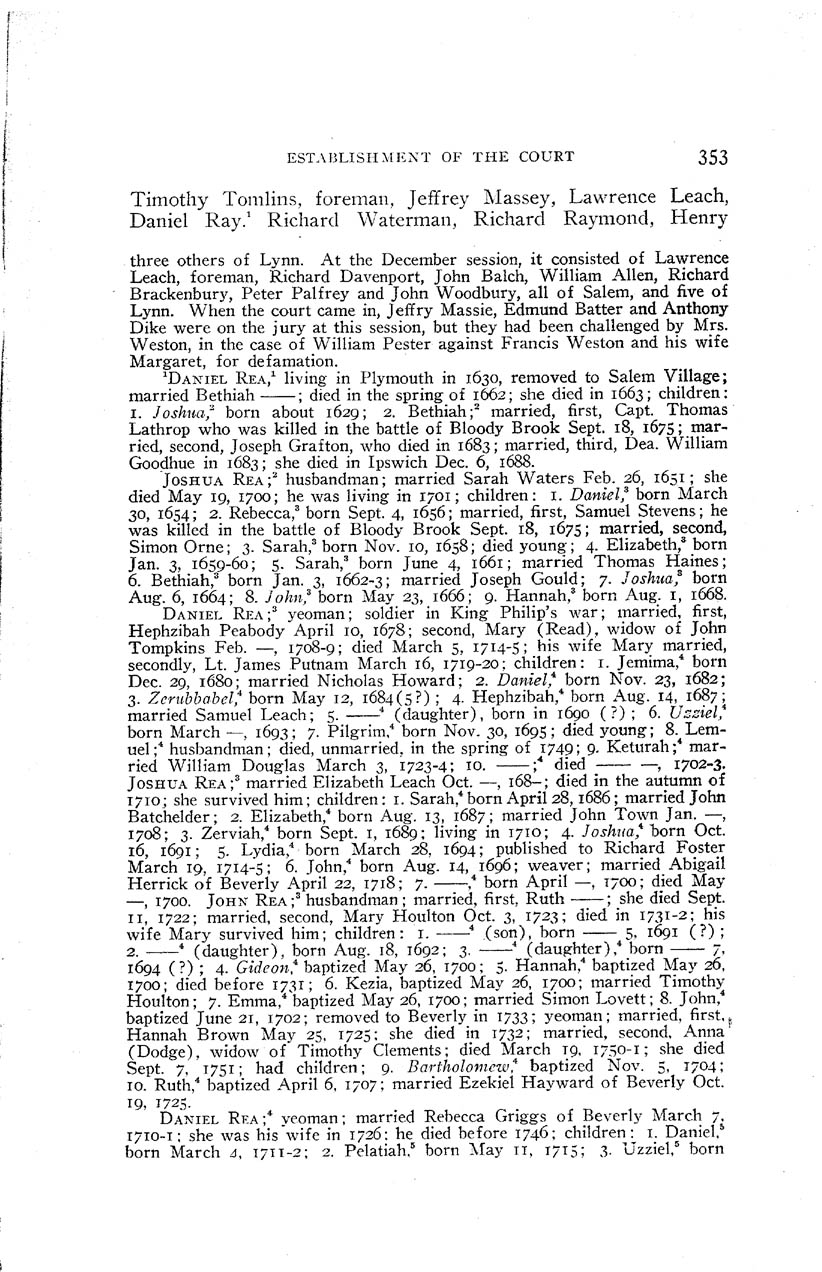 ESTABLISHMENT OF THE COURT 353
Timothy Tomlins, foreman, Jeffrey Massey, Lawrence Leach,
Daniel Ray.¹ Richard Waterman, Richard Raymond, Henry
three others of Lynn. At the December session, it consisted of Lawrence
Leach, foreman, Richard Davenport, John Balch, William Allen, Richard
Brackenbury, Peter Palfrey and John Woodbury, all of Salem, and five of
Lynn. When the court came in, Jeffry Massie, Edmund Batter and Anthony
Dike were on the jury at this session, but they had been challenged by Mrs.
Weston, in the case of William Pester against Francis Weston and his wife
Margaret, for defamation.
¹DANIEL REA,¹ living in Plymouth in 1630, removed to Salem Village;
married Bethiah ——; died in the spring of 1662; she died in 1663; children:
1. Joshua,² born about 1629; 2. Bethiah;² married, first, Capt. Thomas
Lathrop who was killed in the battle of Bloody Brook Sept. 18, 1675; mar-
ried, second, Joseph Grafton, who died in 1683; married, third, Dea. William
Goodhue in 1683; she died in Ipswich Dec. 6, 1688.
JOSHUA REA;² husbandman; married Sarah Waters Feb. 26, 1651; she
died May 19, 1700; he was living in 1701; children: 1. Daniel,³ born March
30, 1654; 2. Rebecca,³ born Sept. 4, 1656; married, first, Samuel Stevens; he
was killed in the battle of Bloody Brook Sept. 18, 1675; married, second,
Simon Orne; 3. Sarah,³ born Nov. 10, 1658; died young; 4. Elizabeth,³ born
Jan. 3, 1659-60; 5. Sarah,³ born June 4, 1661; married Thomas Haines;
6. Bethiah,³ born Jan. 3, 1662-3; married Joseph Gould; 7. Joshua,³ born
Aug. 6, 1664; 8. John,³ born May 23, 1666; 9. Hannah,³ born Aug. 1, 1668.
DANIEL REA;³ yeoman; soldier in King Philip's war; married, first,
Hephzibah Peabody April 10, 1678; second, Mary (Read), widow of John
Tompkins Feb. —, 1708-9; died March 5, 1714-5; his wife Mary married,
secondly, Lt. James Putnam March 16, 1719-20; children: 1. Jemima,⁴ born
Dec. 29, 1680; married Nicholas Howard; 2. Daniel,⁴ born Nov. 23, 1682;
3. Zerubbabel,⁴ born May 12, 1684(5?); 4. Hephzibah,⁴ born Aug. 14, 1687;
married Samuel Leach; 5. ——⁴ (daughter), born in 1690 (?); 6. Uzziel,⁴
born March —, 1693; 7. Pilgrim,⁴ born Nov. 30, 1695; died young; 8. Lem-
uel;⁴ husbandman; died, unmarried, in the spring of 1749; 9. Keturah;⁴ mar-
ried William Douglas March 3, 1723-4; 10. ——;⁴ died —— —, 1702-3.
JOSHUA REA;³ married Elizabeth Leach Oct. —, 168–; died in the autumn of
1710; she survived him; children: 1. Sarah,⁴ born April 28, 1686; married John
Batchelder; 2. Elizabeth,⁴ born Aug. 13, 1687; married John Town Jan. —,
1708; 3. Zerviah,⁴ born Sept. 1, 1689; living in 1710; 4. Joshua,⁴ born Oct.
16, 1691; 5. Lydia,⁴ born March 28, 1694; published to Richard Foster
March 19, 1714-5; 6. John,⁴ born Aug. 14, 1696; weaver; married Abigail
Herrick of Beverly April 22, 1718; 7. ——,⁴ born April —, 1700; died May
—, 1700. JOHN REA;³ husbandman; married, first, Ruth ——; she died Sept.
11, 1722; married, second, Mary Houlton Oct. 3, 1723; died in 1731-2; his
wife Mary survived him; children: 1. ——⁴ (son), born —— 5, 1691 (?);
2. ——⁴ (daughter), born Aug. 18, 1692; 3. ——⁴ (daughter),⁴ born —— 7,
1694 (?); 4. Gideon,⁴ baptized May 26, 1700; 5. Hannah,⁴ baptized May 26,
1700; died before 1731; 6. Kezia, baptized May 26, 1700; married Timothy
Houlton; 7. Emma,⁴ baptized May 26, 1700; married Simon Lovett; 8. John,⁴
baptized June 21, 1702; removed to Beverly in 1733; yeoman; married, first,
Hannah Brown May 25, 1725; she died in 1732; married, second, Anna
(Dodge), widow of Timothy Clements; died March 19, 1750-1; she died
Sept. 7, 1751; had children; 9. Bartholomew,⁴ baptized Nov. 5, 1704;
10. Ruth,⁴ baptized April 6, 1707; married Ezekiel Hayward of Beverly Oct.
19, 1725.
DANIEL REA;⁴ yeoman; married Rebecca Griggs of Beverly March 7,
1710-1; she was his wife in 1726; he died before 1746; children: 1. Daniel,⁵
born March 4, 1711-2; 2. Pelatiah,⁵ born May 11, 1715; 3. Uzziel,⁵ born